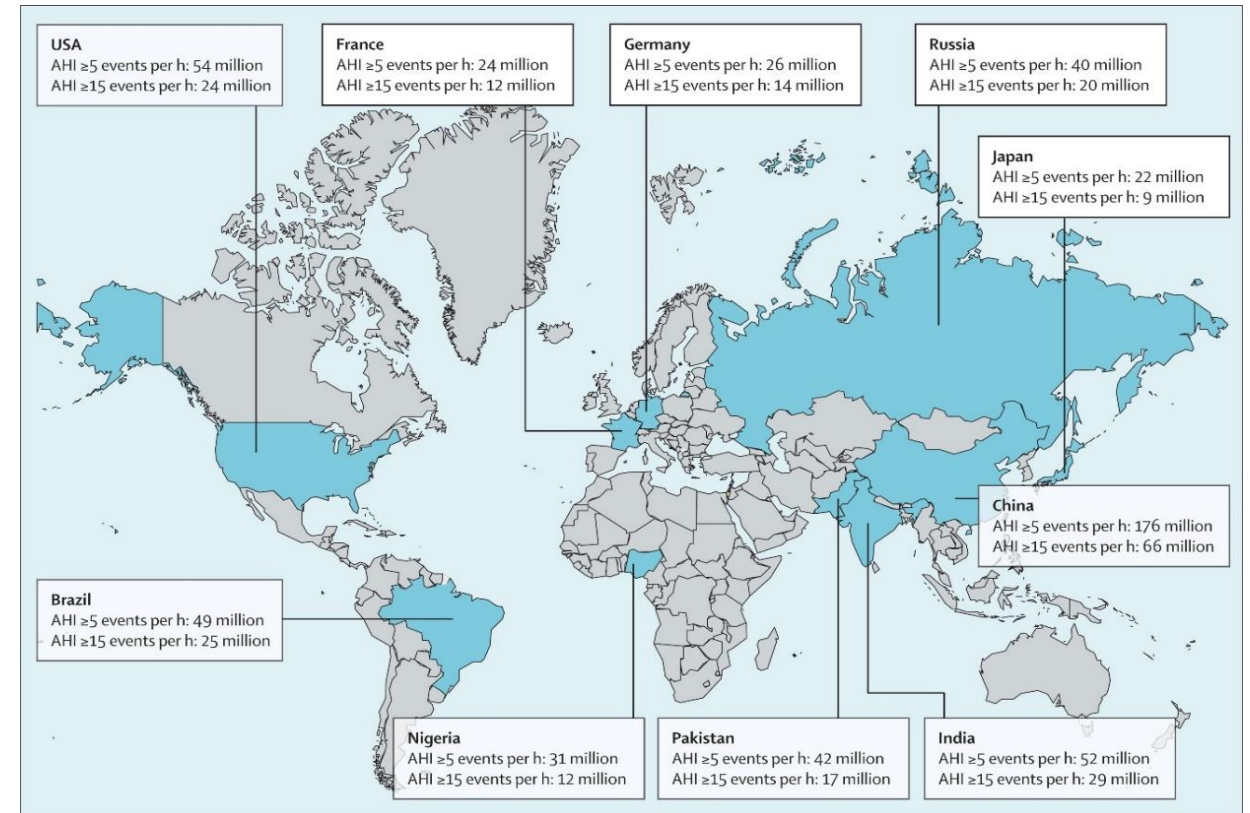 USA
AHI ≥5 events per h: 54 million
AHI ≥15 events per h: 24 million
France
AHI ≥5 events per h: 24 million
AHI ≥15 events per h: 12 million
Germany
AHI ≥5 events per h: 26 million
AHI ≥15 events per h: 14 million
Russia
AHI ≥5 events per h: 40 million
AHI ≥15 events per h: 20 million
Japan
AHI ≥5 events per h: 22 million
AHI ≥15 events per h: 9 million
China
AHI ≥5 events per h: 176 million
AHI ≥15 events per h: 66 million
Brazil
AHI ≥5 events per h: 49 million
AHI ≥15 events per h: 25 million
Nigeria
AHI ≥5 events per h: 31 million
AHI ≥15 events per h: 12 million
Pakistan
AHI ≥5 events per h: 42 million
AHI ≥15 events per h: 17 million
India
AHI ≥5 events per h: 52 million
AHI ≥15 events per h: 29 million